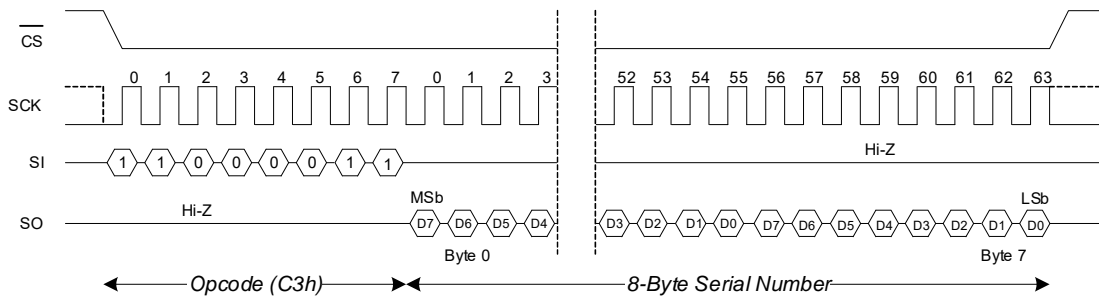 CS
0 1 2 3 4 5 6 7 0 1 2 3 52 53 54 55 56 57 58 59 60 61 62 63
SCK
Hi-Z
SI 1 1 0 0 0 0 1 1
MSb LSb
Hi-Z
SO D7 D6 D5 D4 D3 D2 D1 D0 D7 D6 D5 D4 D3 D2 D1 D0
Byte 0 Byte 7
Opcode (C3h) 8-Byte Serial Number